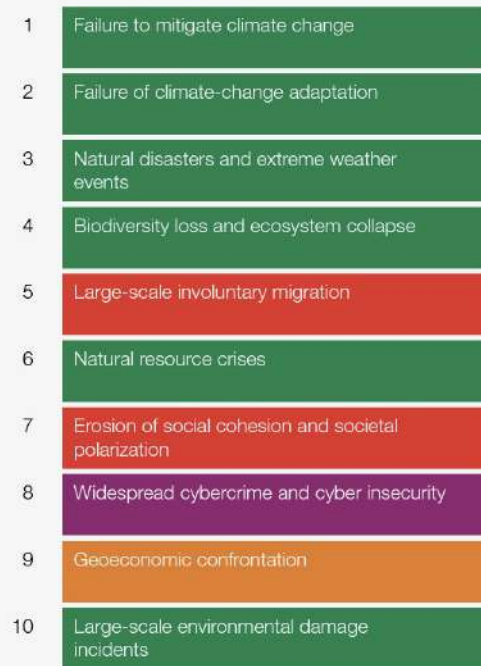 1 Failure to mitigate climate change
2 Failure of climate-change adaptation
3 Natural disasters and extreme weather
events
4 Biodiversity loss and ecosystem collapse
5 Large-scale involuntary migration
6 Natural resource crises
7 Erosion of social cohesion and societal
polarization
8 Widespread cybercrime and cyber insecurity
9 Geoeconomic confrontation
10 Large-scale environmental damage
incidents